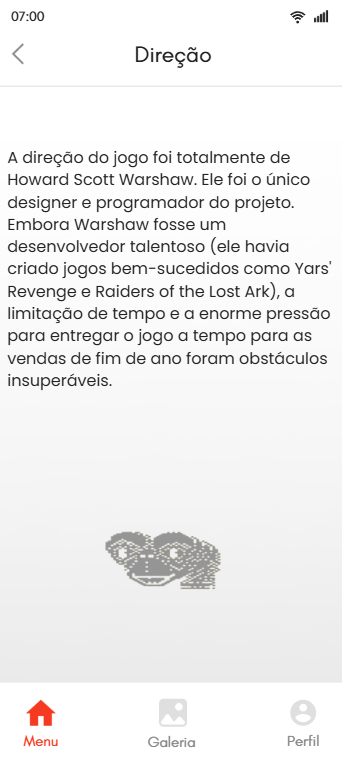 07:00
Direção
A direção do jogo foi totalmente de
Howard Scott Warshaw. Ele foi o único
designer e programador do projeto.
Embora Warshaw fosse um
desenvolvedor talentoso (ele havia
criado jogos bem-sucedidos como Yars'
Revenge e Raiders of the Lost Ark), a
limitação de tempo e a enorme pressão
para entregar o jogo a tempo para as
vendas de fim de ano foram obstáculos
insuperáveis.
Menu
Galeria
Perfil